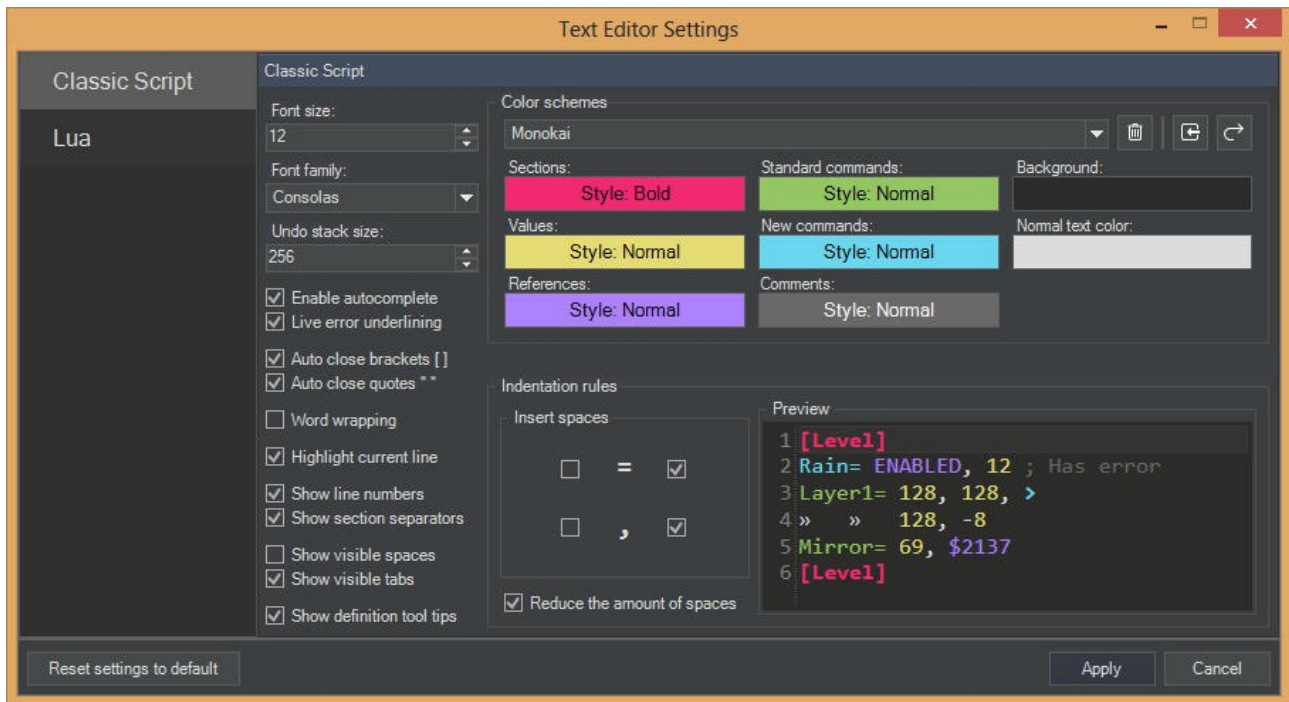 Text Editor Settings
Classic Script
Lua
Classic Script
Font size:
12
Font family:
Consolas
Undo stack size:
256
Enable autocomplete
Live error underlining
Auto close brackets [ ]
Auto close quotes " "
Word wrapping
Highlight current line
Show line numbers
Show section separators
Show visible spaces
Show visible tabs
Show definition tool tips
Color schemes
Monokai
Sections:
Style: Bold
Standard commands:
Style: Normal
Background:
Values:
Style: Normal
New commands:
Style: Normal
Normal text color:
References:
Style: Normal
Comments:
Style: Normal
Indentation rules
Insert spaces
=
,
Reduce the amount of spaces
Preview
1 [Level]
2 Rain= ENABLED, 12 ; Has error
3 Layer1= 128, 128, >
4 » » 128, -8
5 Mirror= 69, $2137
6 [Level]
Reset settings to default
Apply
Cancel